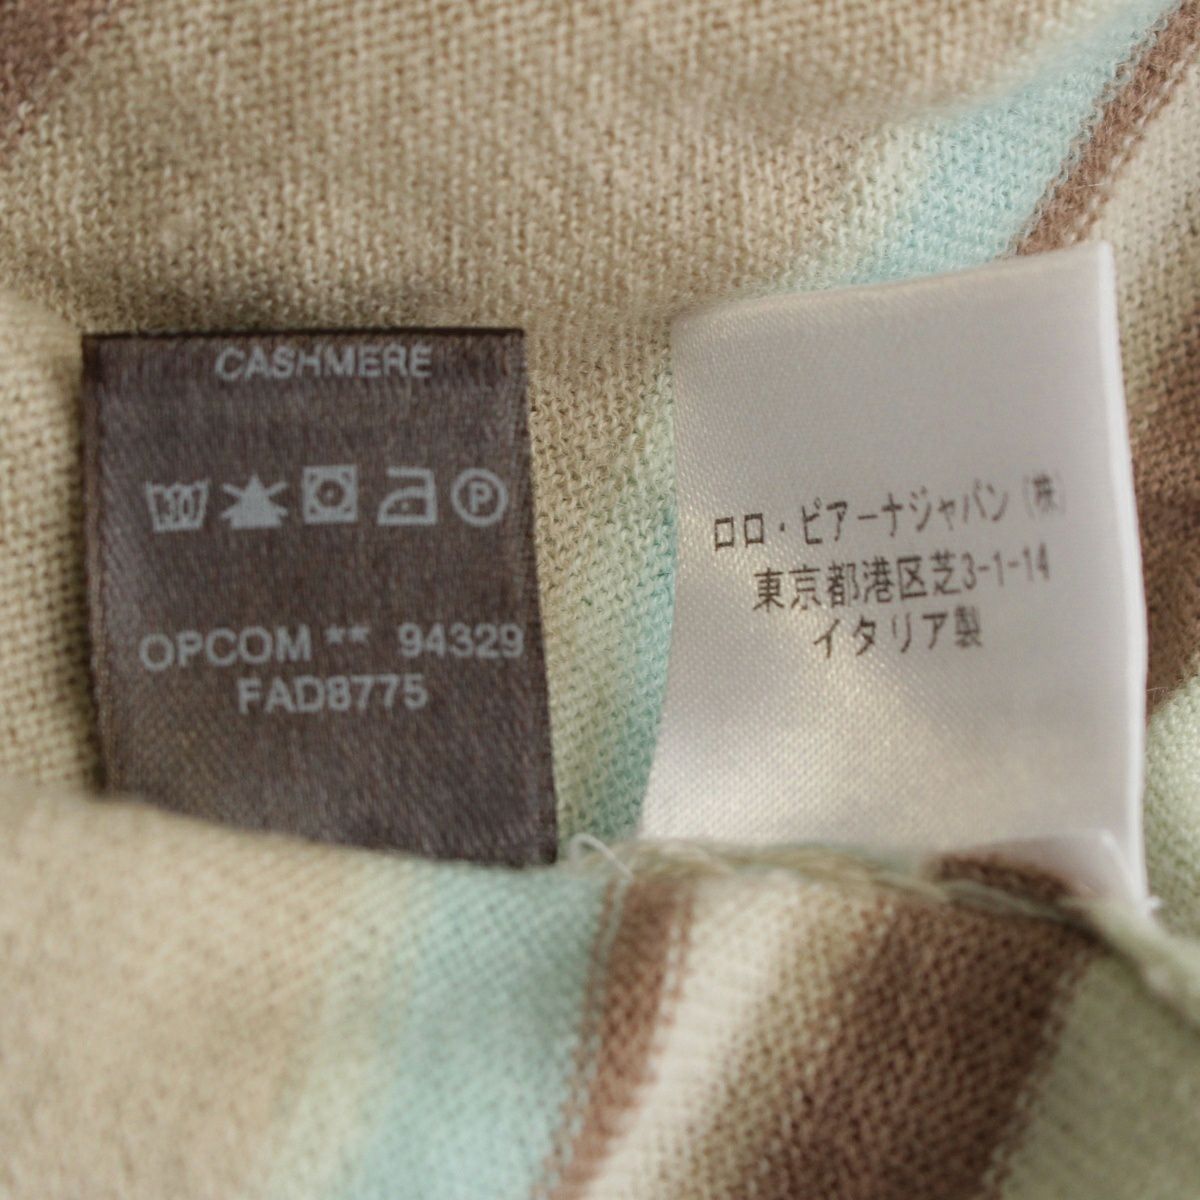 CASHMERE
30 P
OPCOM ** 94329
FAD8775
ロロ・ピアーナジャパン(株)
東京都港区芝3-1-14
イタリア製